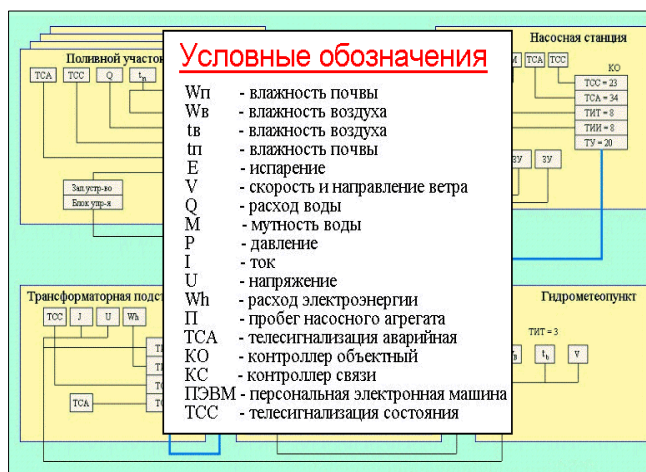 Поливной участок
ТСА ТСС Q tп
Зап.устр-во
Блок упр-я
Насосная станция
М ТСА ТСС
КО
ТСС = 23
ТСА = 34
ТИТ = 8
ТИИ = 8
ТУ = 20
ЗУ ЗУ
Условные обозначения
Wп - влажность почвы
Wв - влажность воздуха
tв - влажность воздуха
tп - влажность почвы
E - испарение
V - скорость и направление ветра
Q - расход воды
М - мутность воды
Р - давление
I - ток
U - напряжение
Wh - расход электроэнергии
П - пробег насосного агрегата
ТСА - телесигнализация аварийная
КО - контроллер объектный
КС - контроллер связи
ПЭВМ - персональная электронная машина
ТСС - телесигнализация состояния
Трансформаторная подст
ТСС J U Wh
ТСА
Гидрометеопункт
ТИТ = 3
tв V